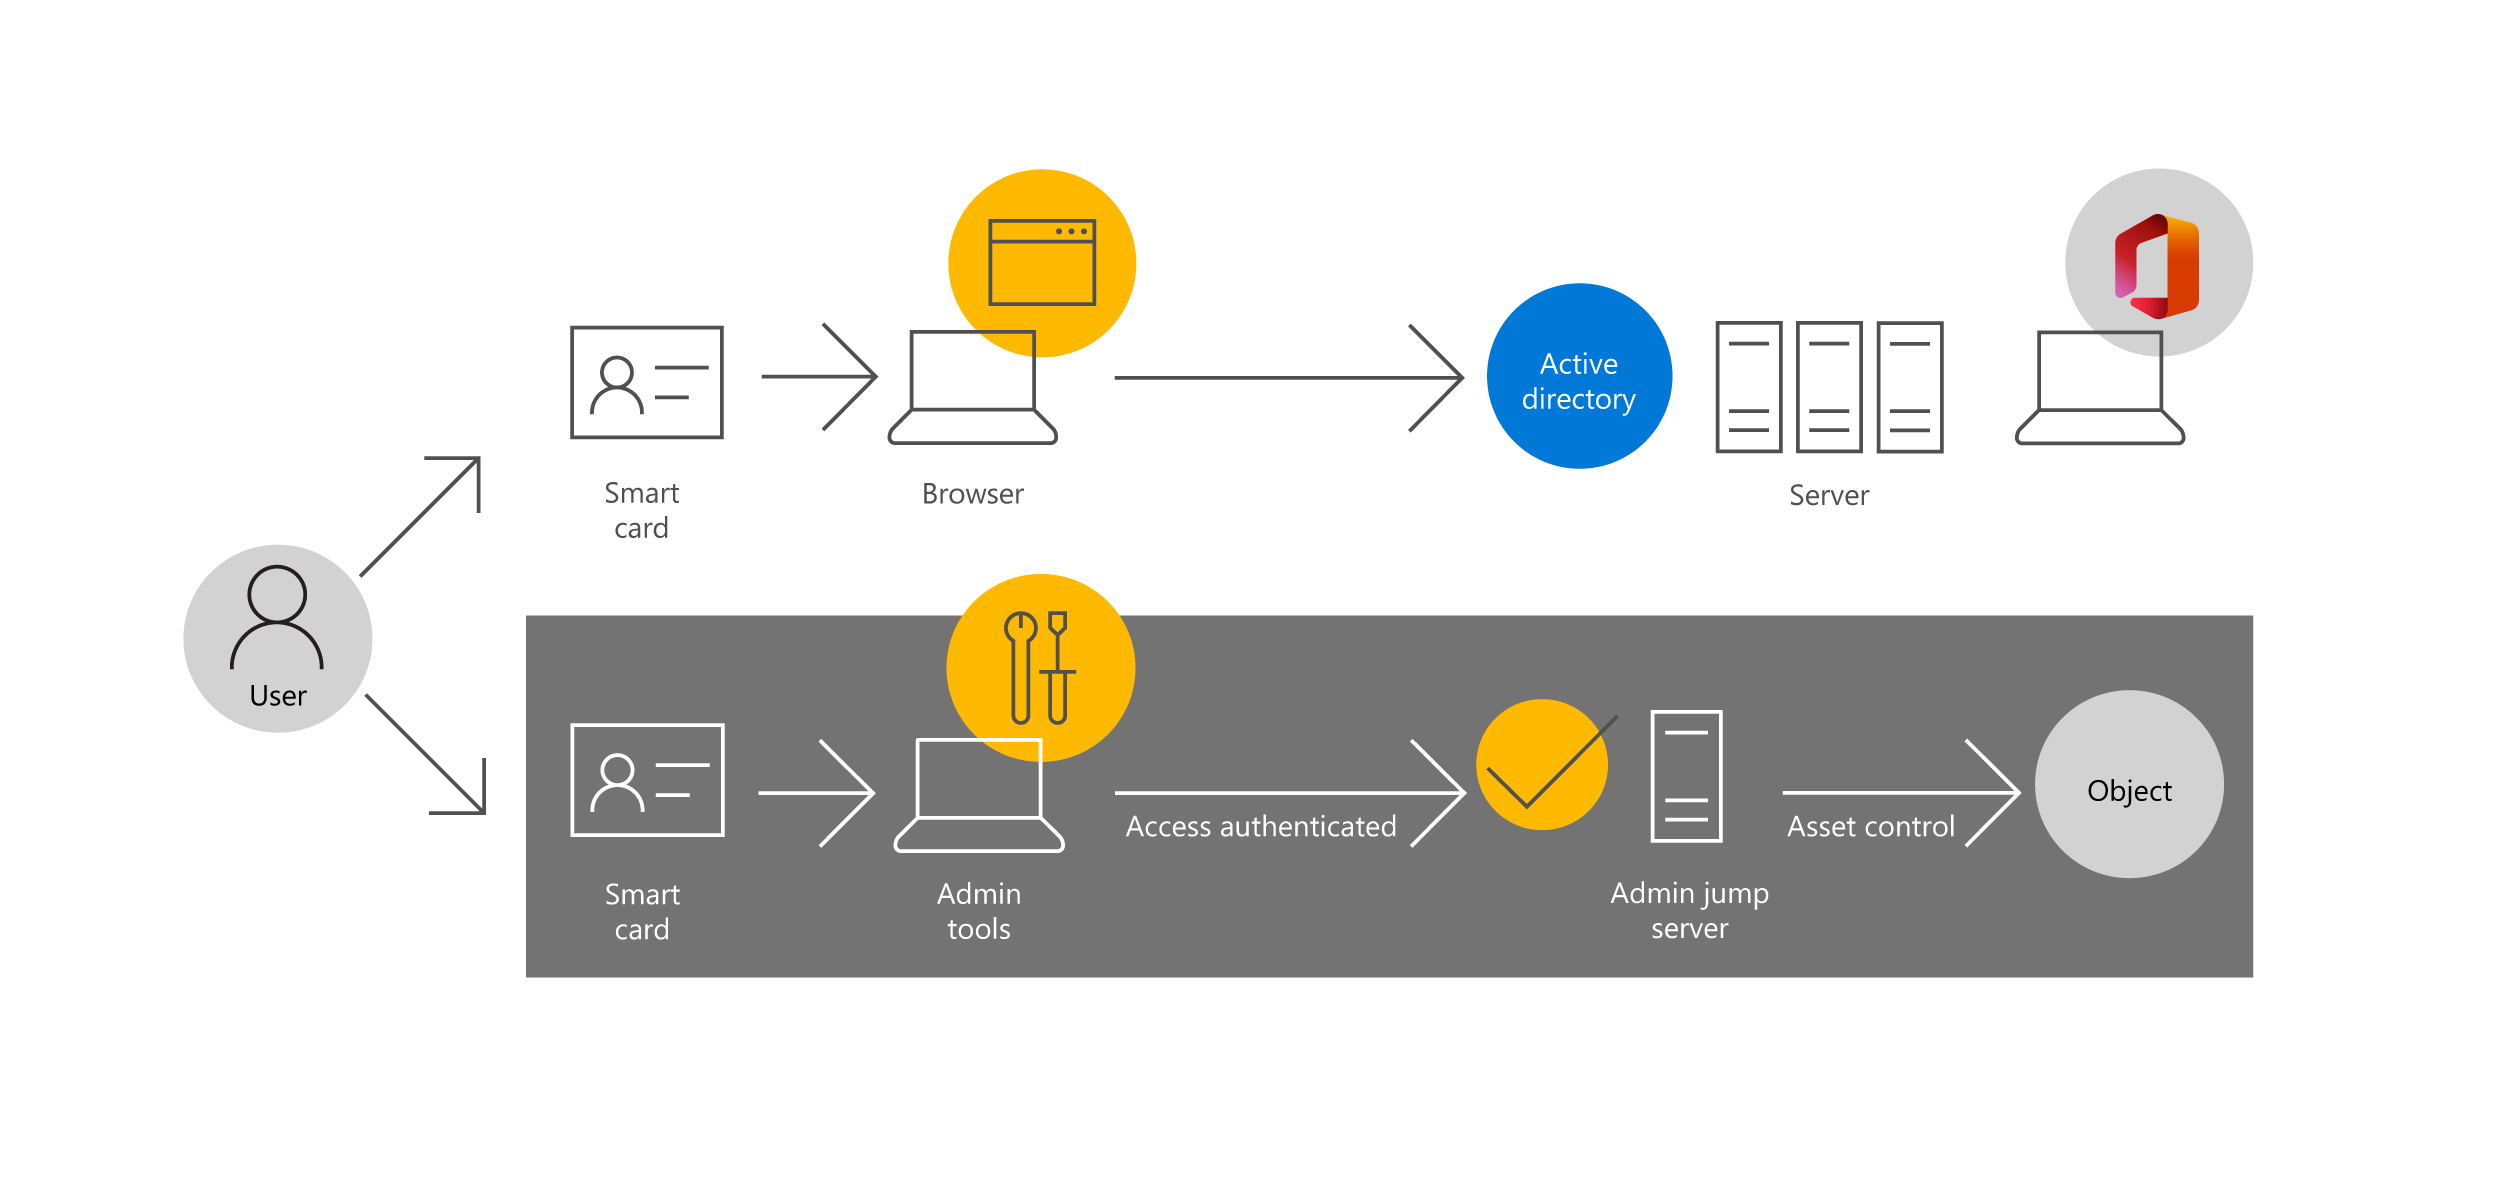 User
Smart
card
Browser
Active
directory
Server
Smart
card
Admin
tools
Access authenticated
Admin jump
server
Asset control
Object